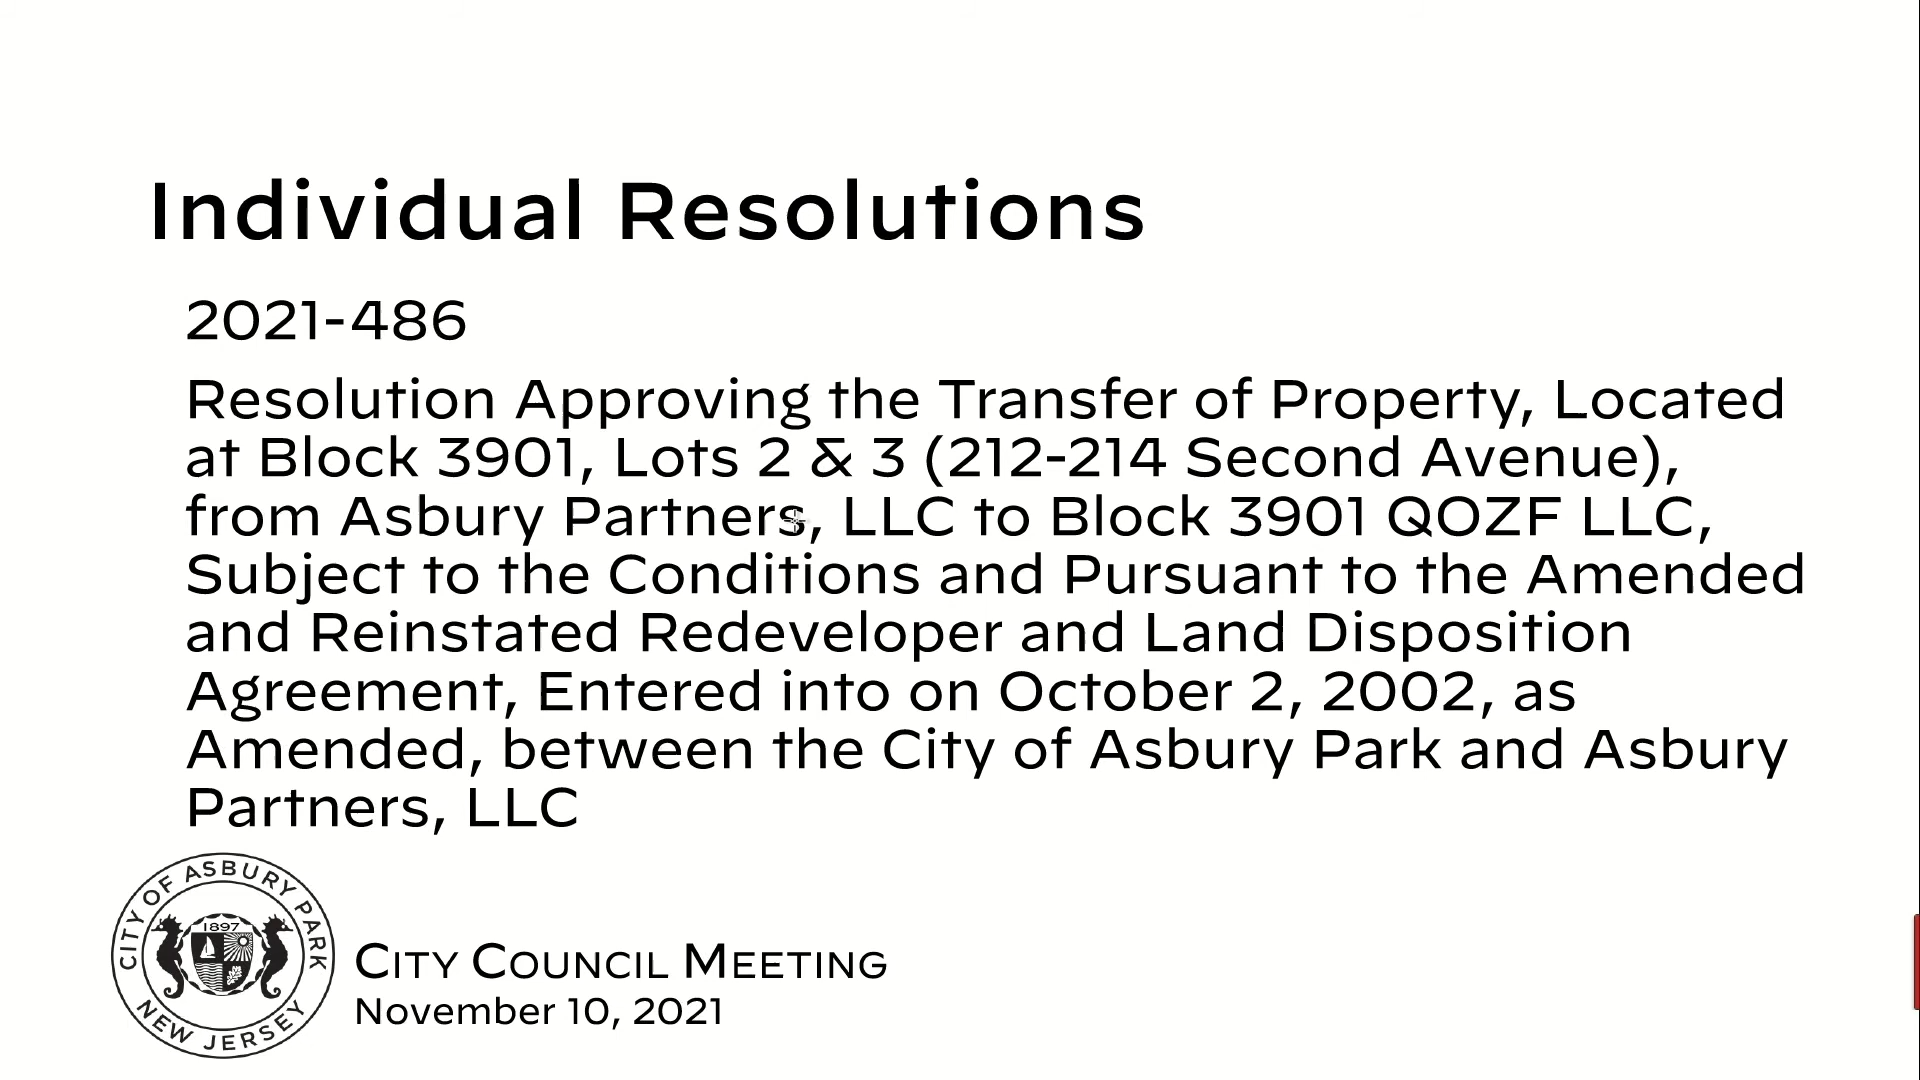 Individual Resolutions
2021-486
Resolution Approving the Transfer of Property, Located
at Block 3901, Lots 2 & 3 (212-214 Second Avenue),
from Asbury Partners, LLC to Block 3901 QOZF LLC,
Subject to the Conditions and Pursuant to the Amended
and Reinstated Redeveloper and Land Disposition
Agreement, Entered into on October 2, 2002, as
Amended, between the City of Asbury Park and Asbury
Partners, LLC
CITY OF ASBURY PARK
1897
NEW JERSEY
CITY COUNCIL MEETING
November 10, 2021